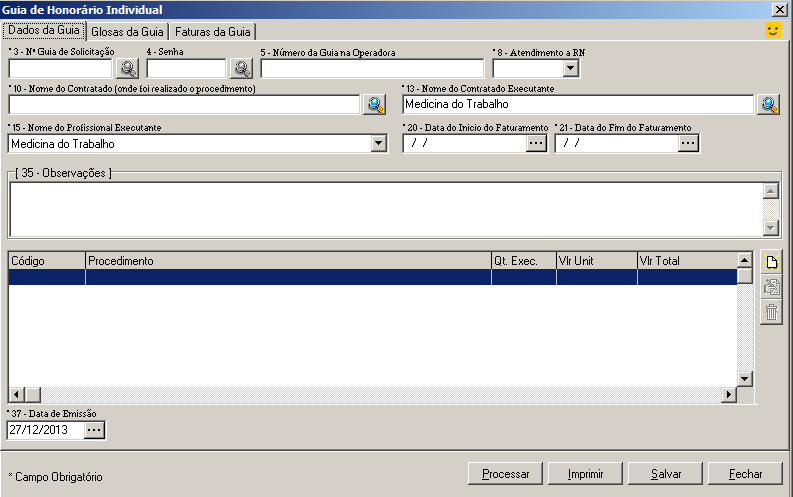 Guia de Honorário Individual
Dados da Guia Glosas da Guia Faturas da Guia
* 3 - Nº Guia de Solicitação 4 - Senha 5 - Número da Guia na Operadora * 8 - Atendimento a RN
* 10 - Nome do Contratado (onde foi realizado o procedimento) * 13 - Nome do Contratado Executante
Medicina do Trabalho
* 15 - Nome do Profissional Executante * 20 - Data do Início do Faturamento * 21 - Data do Fim do Faturamento
Medicina do Trabalho / / ... / / ...
[ 35 - Observações ]
Código Procedimento Qt. Exec. Vlr Unit Vlr Total
* 37 - Data de Emissão
27/12/2013 ...
* Campo Obrigatório Processar Imprimir Salvar Fechar